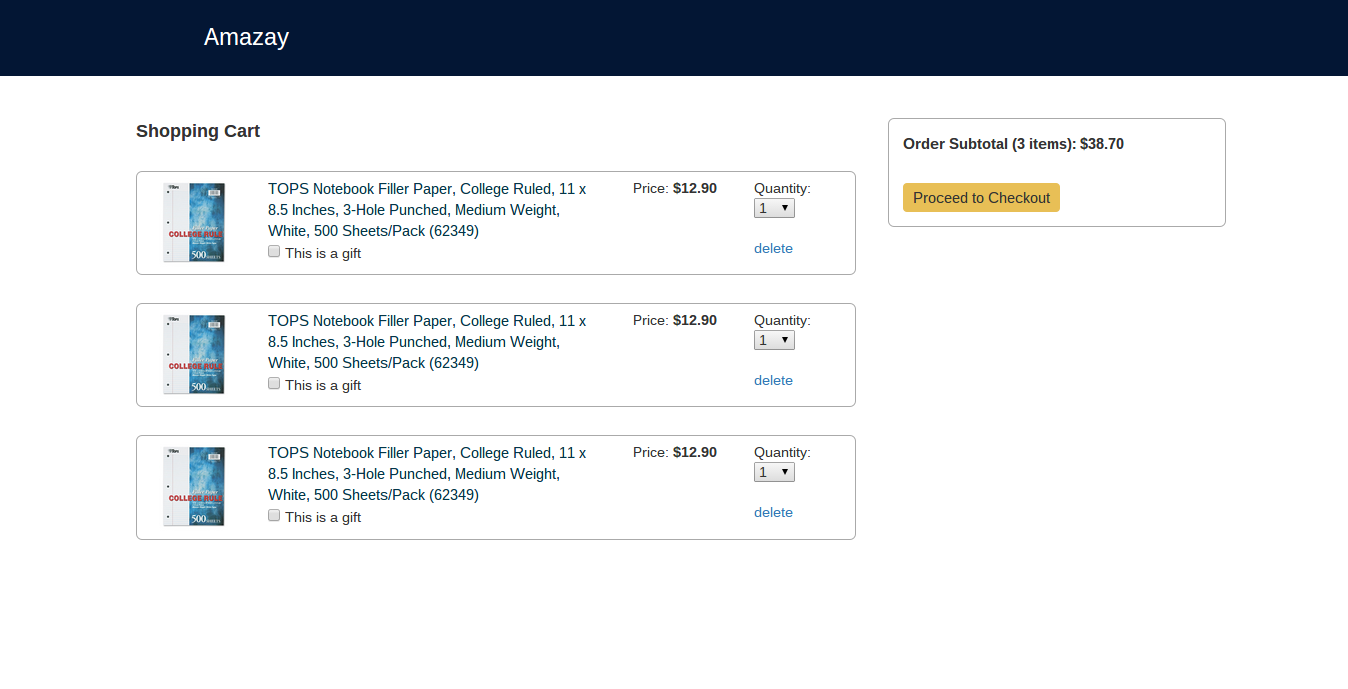 Amazay
Shopping Cart
TOPS Notebook Filler Paper, College Ruled, 11 x
8.5 Inches, 3-Hole Punched, Medium Weight,
White, 500 Sheets/Pack (62349)
This is a gift
Price: $12.90
Quantity:
1
delete
COLLEGE RULE
500 SHEETS
TOPS Notebook Filler Paper, College Ruled, 11 x
8.5 Inches, 3-Hole Punched, Medium Weight,
White, 500 Sheets/Pack (62349)
This is a gift
Price: $12.90
Quantity:
1
delete
COLLEGE RULE
500 SHEETS
TOPS Notebook Filler Paper, College Ruled, 11 x
8.5 Inches, 3-Hole Punched, Medium Weight,
White, 500 Sheets/Pack (62349)
This is a gift
Price: $12.90
Quantity:
1
delete
COLLEGE RULE
500 SHEETS
Order Subtotal (3 items): $38.70
Proceed to Checkout